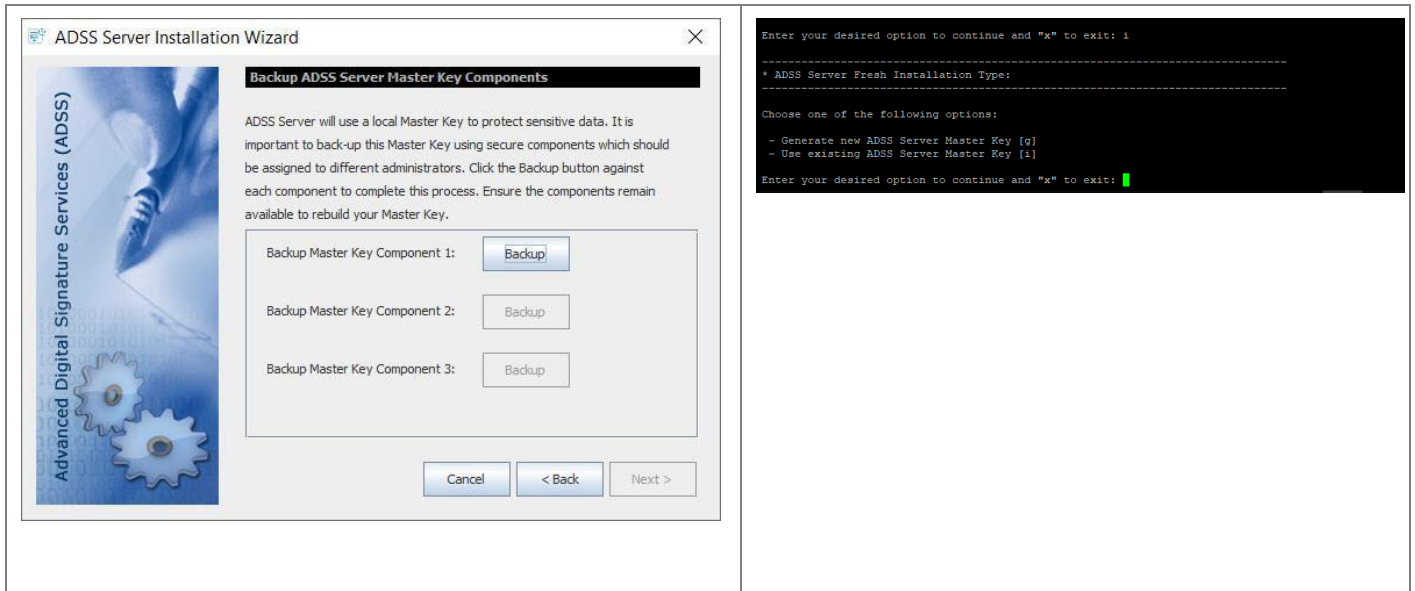 ADSS Server Installation Wizard
Advanced Digital Signature Services (ADSS)
Backup ADSS Server Master Key Components
ADSS Server will use a local Master Key to protect sensitive data. It is
important to back-up this Master Key using secure components which should
be assigned to different administrators. Click the Backup button against
each component to complete this process. Ensure the components remain
available to rebuild your Master Key.
Backup Master Key Component 1: Backup
Backup Master Key Component 2: Backup
Backup Master Key Component 3: Backup
Cancel < Back Next >
Enter your desired option to continue and "x" to exit: i
--------------------------------------------------------------------------------
* ADSS Server Fresh Installation Type:
--------------------------------------------------------------------------------
Choose one of the following options:
- Generate new ADSS Server Master Key [g]
- Use existing ADSS Server Master Key [i]
Enter your desired option to continue and "x" to exit: